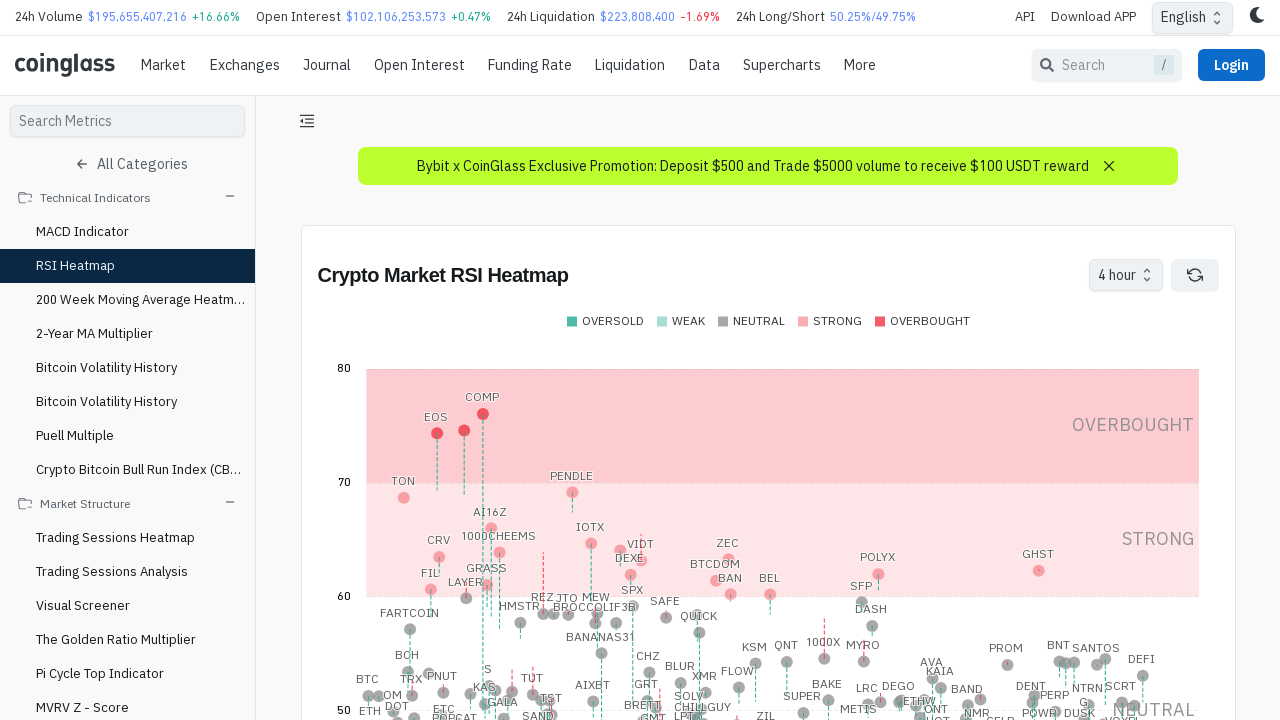 24h Volume $195,655,407,216 +16.66% Open Interest $102,106,253,573 +0.47% 24h Liquidation $223,808,400 -1.69% 24h Long/Short 50.25%/49.75% API Download APP English
coinglass Market Exchanges Journal Open Interest Funding Rate Liquidation Data Supercharts More Search / Login
Search Metrics
All Categories
Technical Indicators
MACD Indicator
RSI Heatmap
200 Week Moving Average Heatm...
2-Year MA Multiplier
Bitcoin Volatility History
Bitcoin Volatility History
Puell Multiple
Crypto Bitcoin Bull Run Index (CB...
Market Structure
Trading Sessions Heatmap
Trading Sessions Analysis
Visual Screener
The Golden Ratio Multiplier
Pi Cycle Top Indicator
MVRV Z - Score
Bybit x CoinGlass Exclusive Promotion: Deposit $500 and Trade $5000 volume to receive $100 USDT reward
Crypto Market RSI Heatmap 4 hour
OVERSOLD WEAK NEUTRAL STRONG OVERBOUGHT
80
COMP
EOS
OVERBOUGHT
70
TON PENDLE
AI16Z
IOTX
CRV 1000CHEEMS
STRONG
VIDT ZEC
DEXE POLYX GHST
BTCDOM
FIL GRASS
LAYER BAN BEL
SPX SFP
60
REZ JTO MEW SAFE
HMSTR BROCCOLIF3B DASH
FARTCOIN QUICK
BANANAS31
1000X MYRO
KSM QNT PROM BNT SANTOS
BCH CHZ DEFI
BLUR AVA
S FLOW KAIA
BTC TRX PNUT TUT XMR
KAS AIXBT GRT BAKE LRC DEGO BAND DENT NTRN SCRT
OM TST SOLV SUPER PERP
GALA ETHW
ETH DOT BRETT CHILLGUY METIS ONT G
50
ETC SAND GMT LPT ZIL NMR POWR DUSK
NEUTRAL